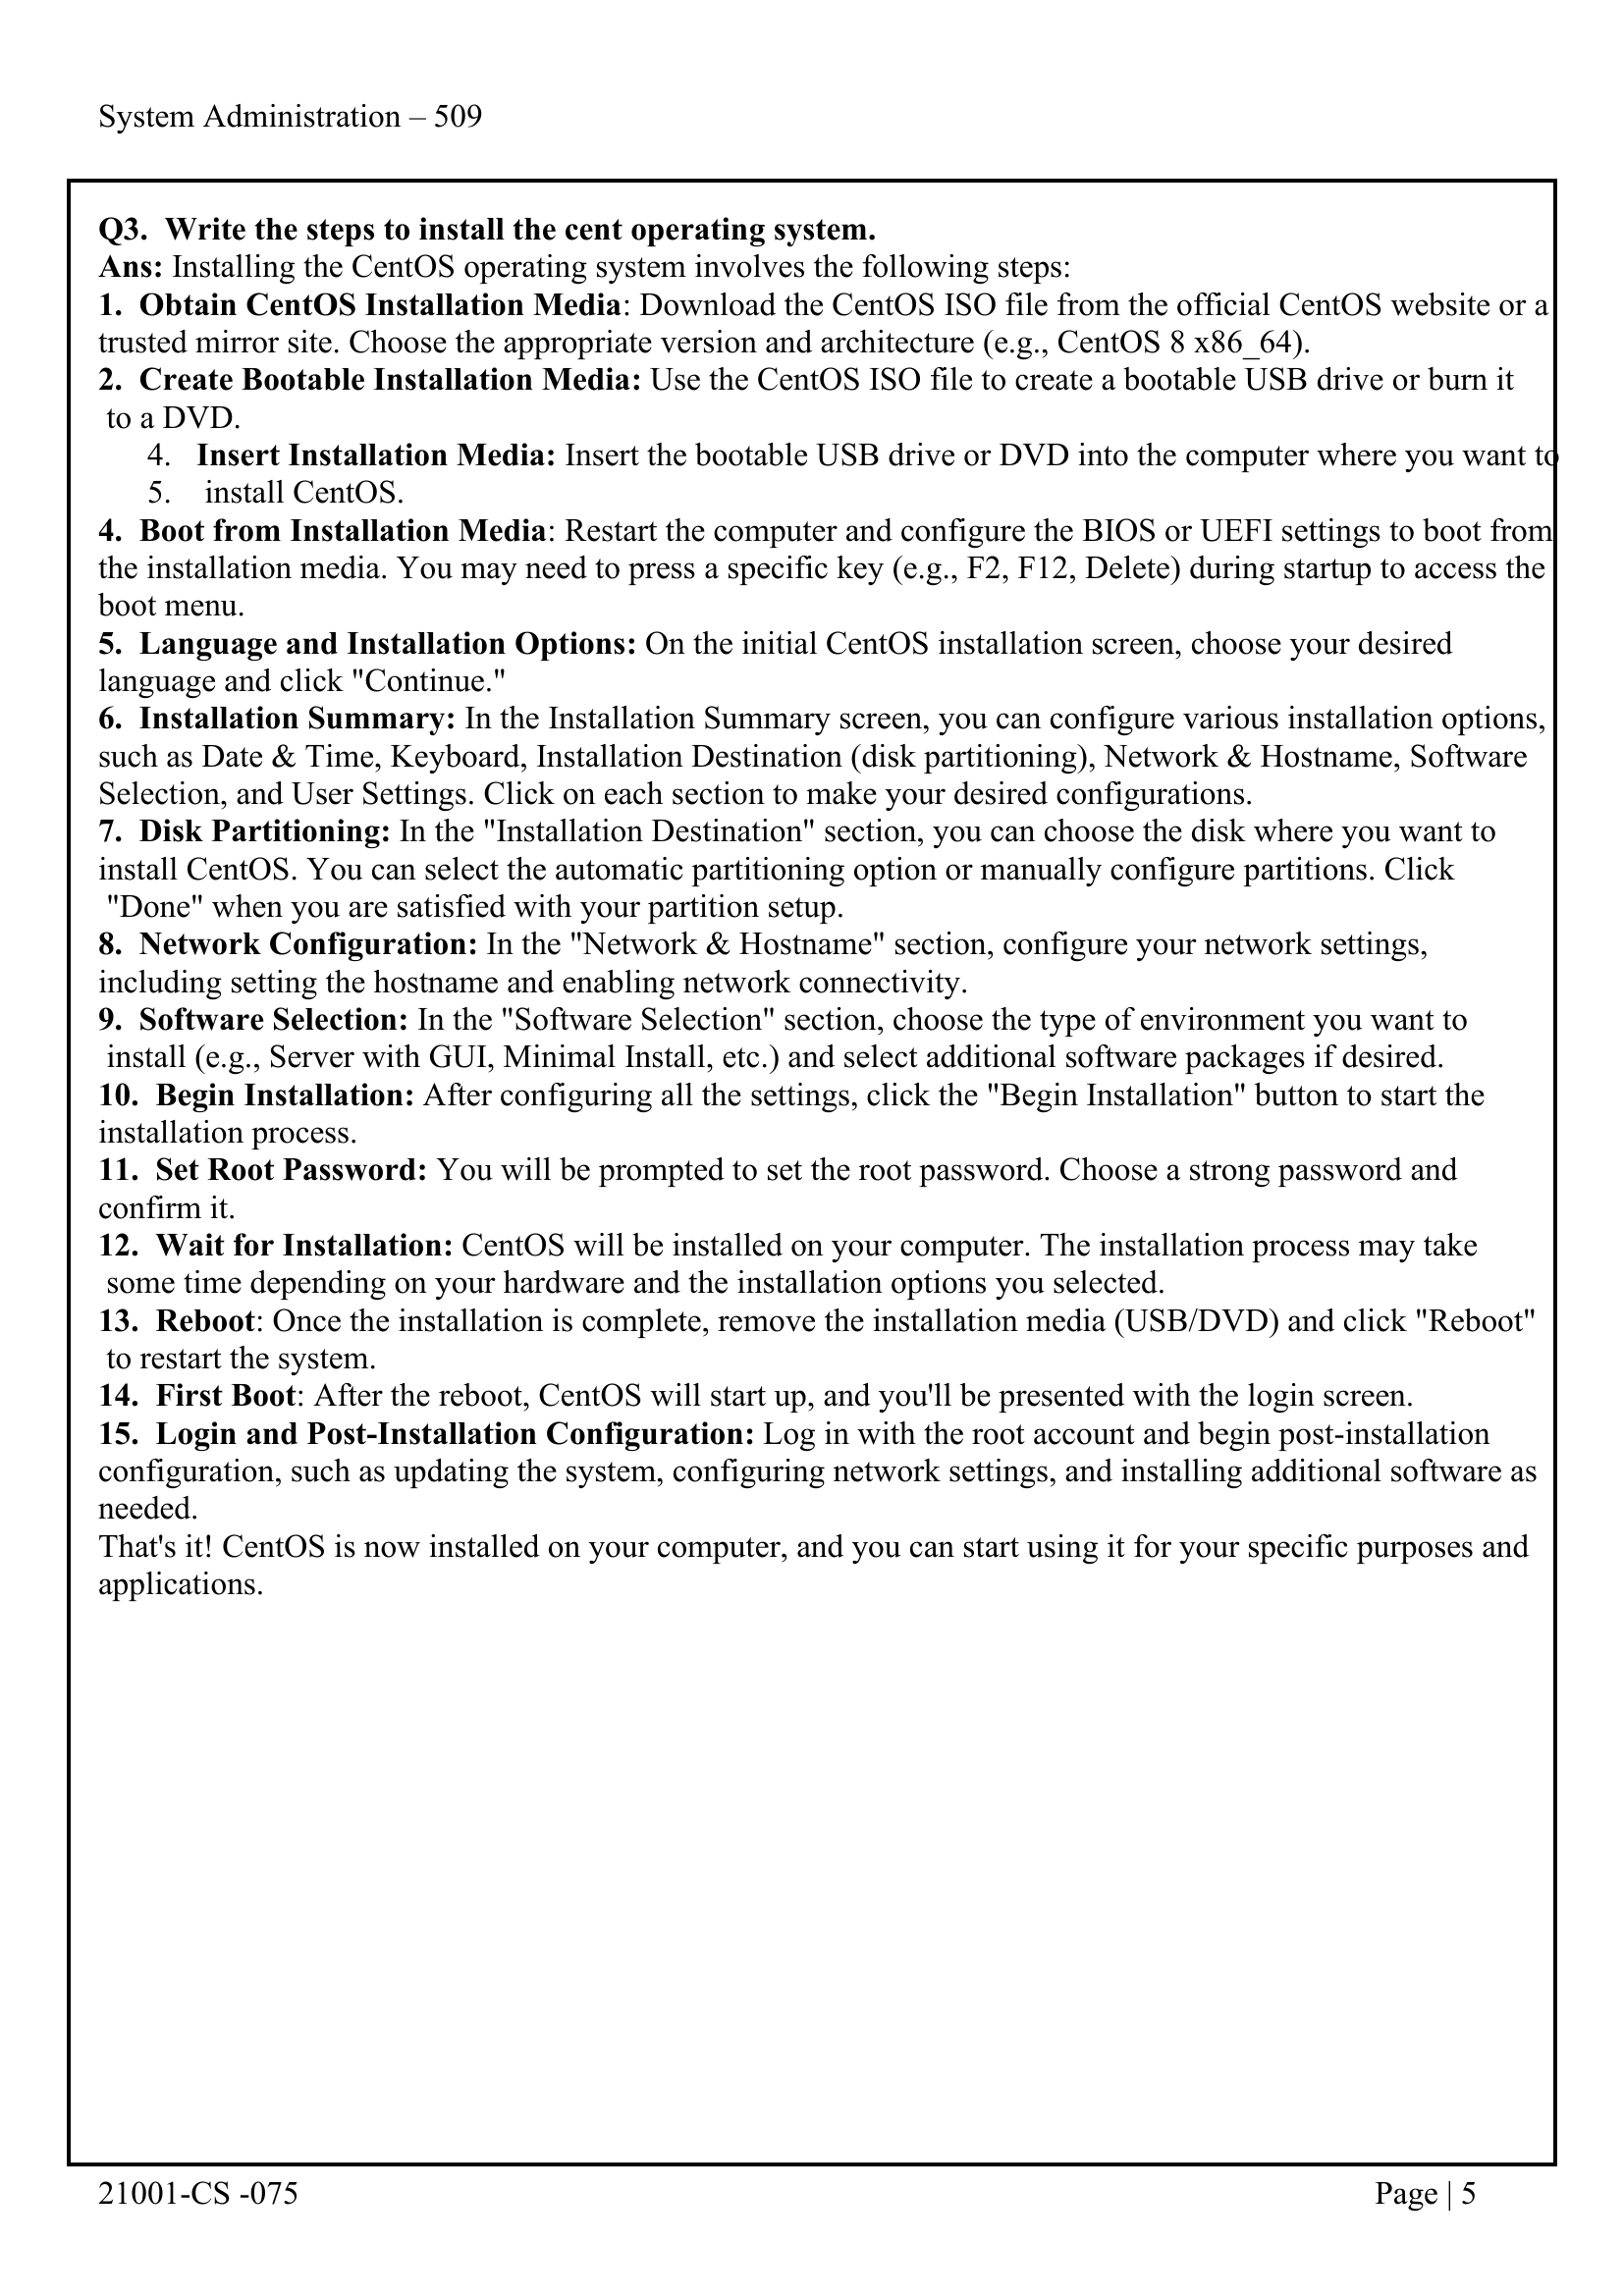 System Administration – 509
Q3.  Write the steps to install the cent operating system.
Ans: Installing the CentOS operating system involves the following steps:
1.  Obtain CentOS Installation Media: Download the CentOS ISO file from the official CentOS website or a
trusted mirror site. Choose the appropriate version and architecture (e.g., CentOS 8 x86_64).
2.  Create Bootable Installation Media: Use the CentOS ISO file to create a bootable USB drive or burn it
to a DVD.
4.   Insert Installation Media: Insert the bootable USB drive or DVD into the computer where you want to
5.    install CentOS.
4.  Boot from Installation Media: Restart the computer and configure the BIOS or UEFI settings to boot from
the installation media. You may need to press a specific key (e.g., F2, F12, Delete) during startup to access the
boot menu.
5.  Language and Installation Options: On the initial CentOS installation screen, choose your desired
language and click "Continue."
6.  Installation Summary: In the Installation Summary screen, you can configure various installation options,
such as Date & Time, Keyboard, Installation Destination (disk partitioning), Network & Hostname, Software
Selection, and User Settings. Click on each section to make your desired configurations.
7.  Disk Partitioning: In the "Installation Destination" section, you can choose the disk where you want to
install CentOS. You can select the automatic partitioning option or manually configure partitions. Click
"Done" when you are satisfied with your partition setup.
8.  Network Configuration: In the "Network & Hostname" section, configure your network settings,
including setting the hostname and enabling network connectivity.
9.  Software Selection: In the "Software Selection" section, choose the type of environment you want to
install (e.g., Server with GUI, Minimal Install, etc.) and select additional software packages if desired.
10.  Begin Installation: After configuring all the settings, click the "Begin Installation" button to start the
installation process.
11.  Set Root Password: You will be prompted to set the root password. Choose a strong password and
confirm it.
12.  Wait for Installation: CentOS will be installed on your computer. The installation process may take
some time depending on your hardware and the installation options you selected.
13.  Reboot: Once the installation is complete, remove the installation media (USB/DVD) and click "Reboot"
to restart the system.
14.  First Boot: After the reboot, CentOS will start up, and you'll be presented with the login screen.
15.  Login and Post-Installation Configuration: Log in with the root account and begin post-installation
configuration, such as updating the system, configuring network settings, and installing additional software as
needed.
That's it! CentOS is now installed on your computer, and you can start using it for your specific purposes and
applications.
21001-CS -075
Page | 5